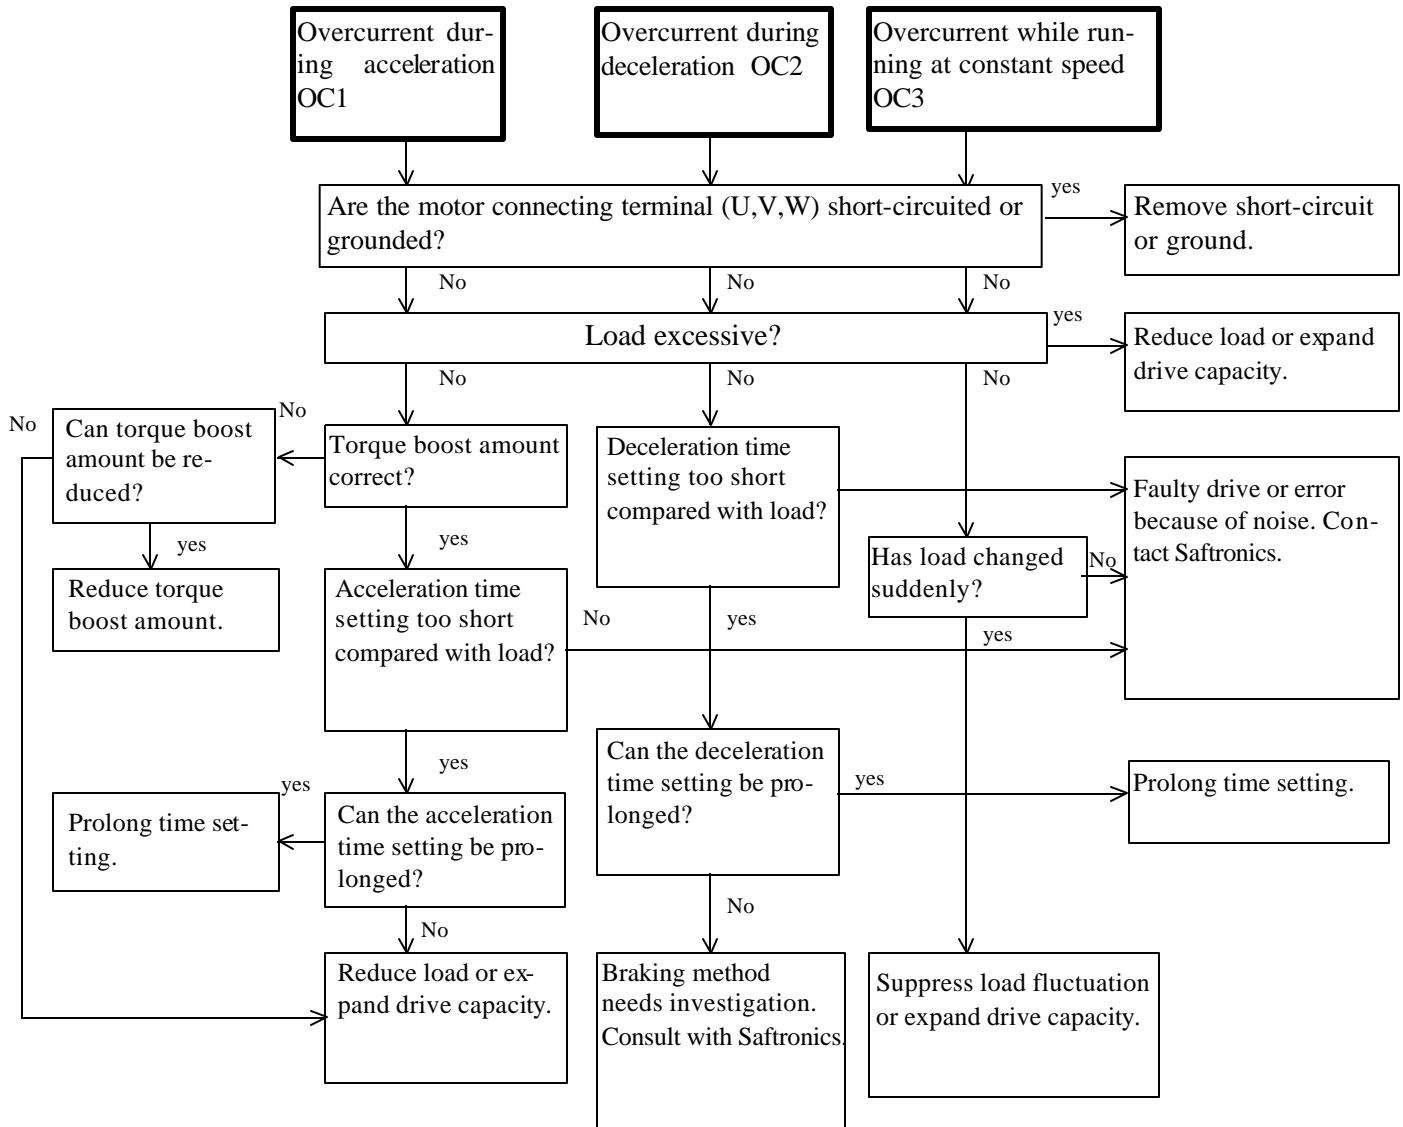 Overcurrent dur-
ing acceleration
OC1
Overcurrent during
deceleration OC2
Overcurrent while run-
ning at constant speed
OC3
Are the motor connecting terminal (U,V,W) short-circuited or
grounded?
yes
Remove short-circuit
or ground.
No
No
No
Load excessive?
yes
Reduce load or expand
drive capacity.
No
No
No
No
Can torque boost
amount be re-
duced?
No
Torque boost amount
correct?
Deceleration time
setting too short
compared with load?
Faulty drive or error
because of noise. Con-
tact Saftronics.
yes
yes
Has load changed
suddenly?
No
Reduce torque
boost amount.
Acceleration time
setting too short
compared with load?
No
yes
yes
yes
Can the deceleration
time setting be pro-
longed?
yes
Prolong time setting.
yes
Prolong time set-
ting.
Can the acceleration
time setting be pro-
longed?
No
No
Reduce load or ex-
pand drive capacity.
Braking method
needs investigation.
Consult with Saftronics.
Suppress load fluctuation
or expand drive capacity.